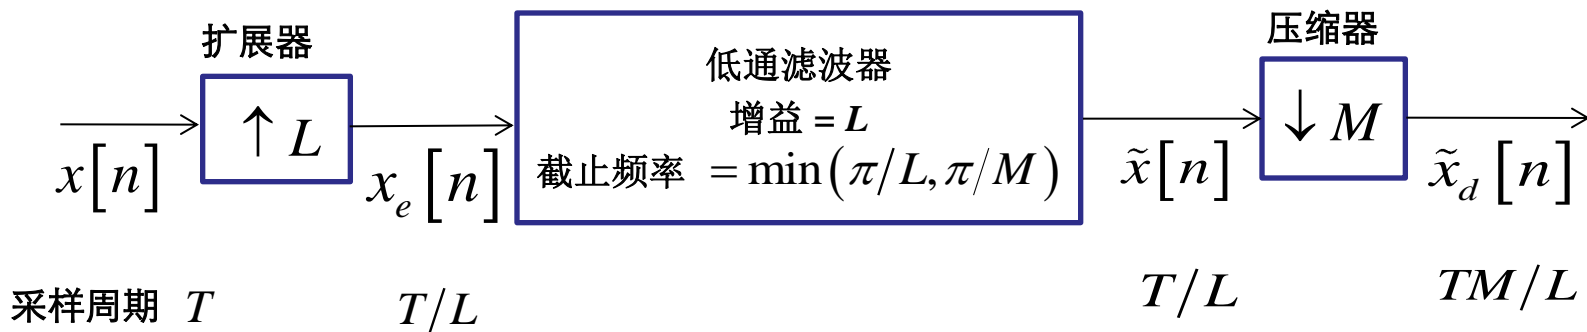 扩展器
↑ L
x[n]
x_e[n]
低通滤波器
增益 = L
截止频率 = min(π/L, π/M)
x̃[n]
压缩器
↓ M
x̃_d[n]
采样周期 T
T/L
T/L
TM/L